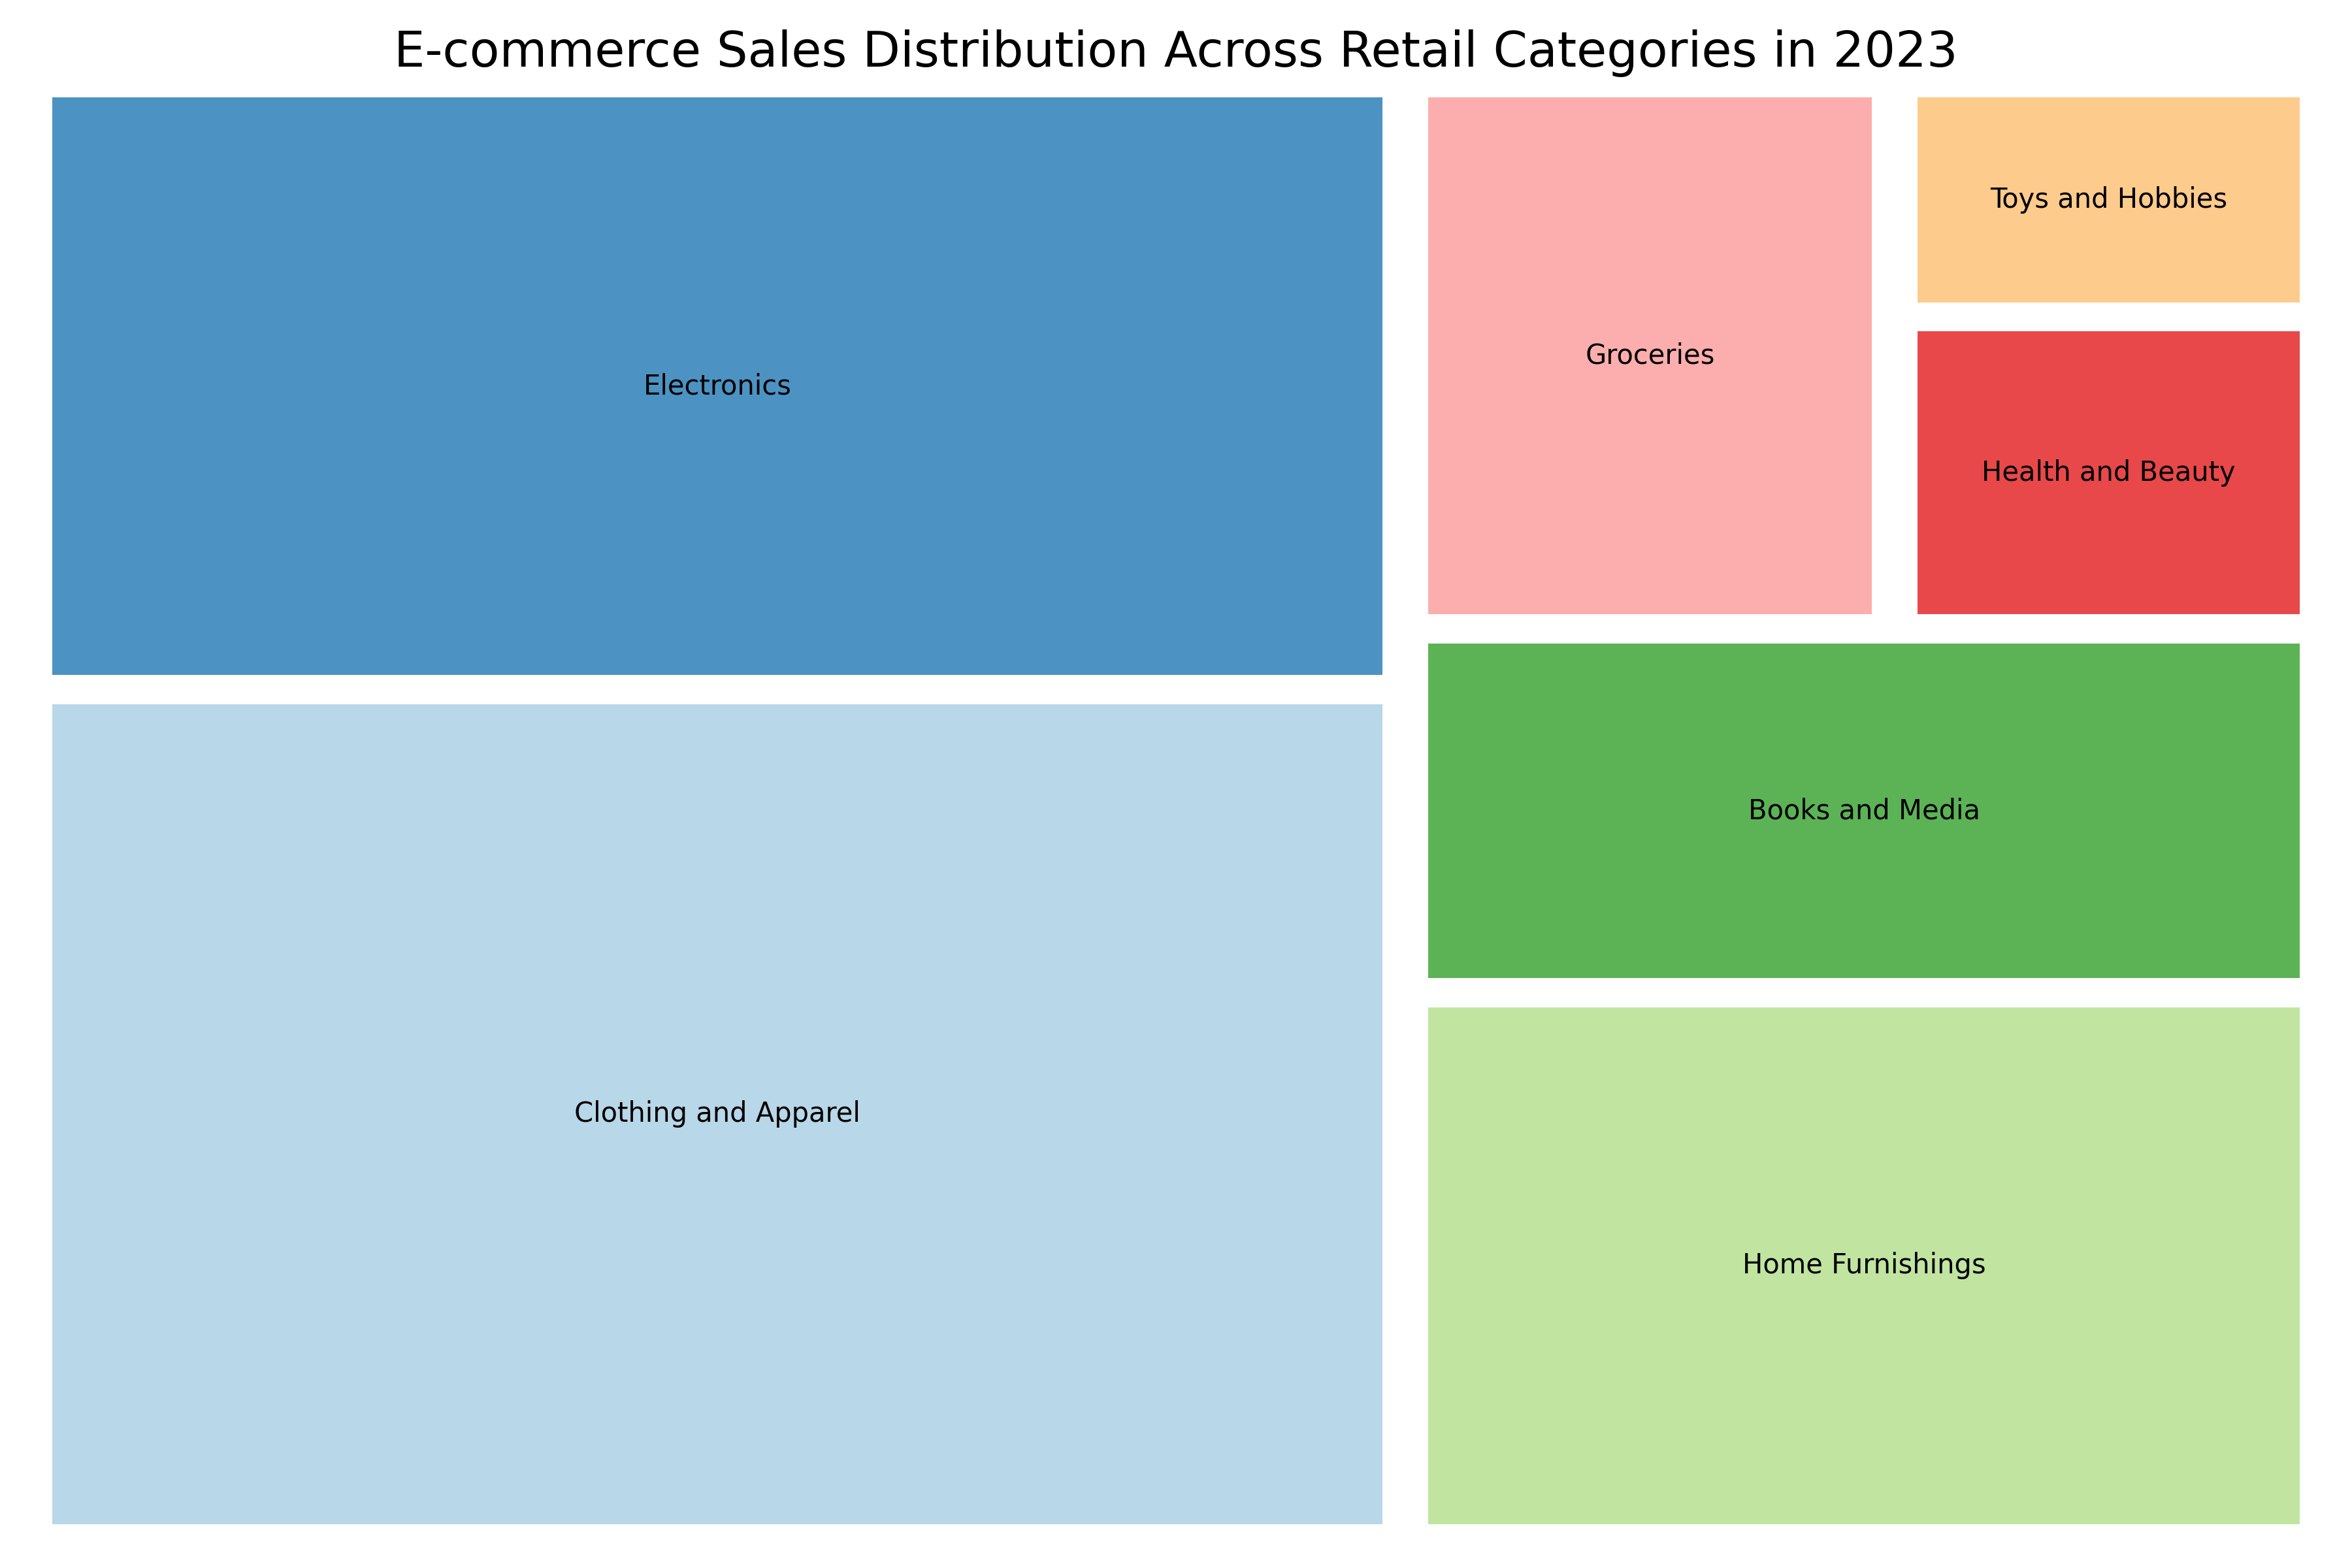 E-commerce Sales Distribution Across Retail Categories in 2023
Electronics
Groceries
Toys and Hobbies
Health and Beauty
Books and Media
Clothing and Apparel
Home Furnishings